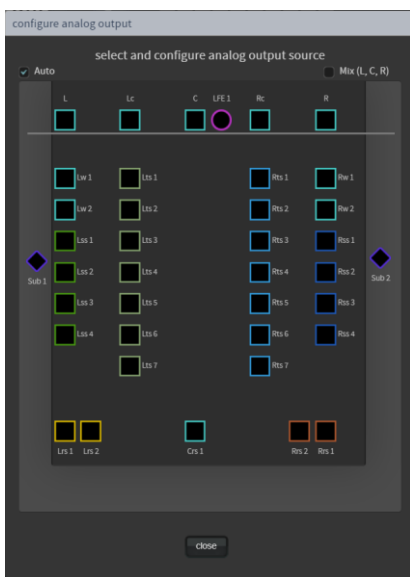 configure analog output
select and configure analog output source
Auto Mix (L, C, R)
L Lc C LFE 1 Rc R
Lw 1 Lts 1 Rts 1 Rw 1
Lw 2 Lts 2 Rts 2 Rw 2
Lss 1 Lts 3 Rts 3 Rss 1
Sub 1 Lss 2 Lts 4 Rts 4 Rss 2 Sub 2
Lss 3 Lts 5 Rts 5 Rss 3
Lss 4 Lts 6 Rts 6 Rss 4
Lts 7 Rts 7
Lrs 1 Lrs 2 Crs 1 Rrs 2 Rrs 1
close